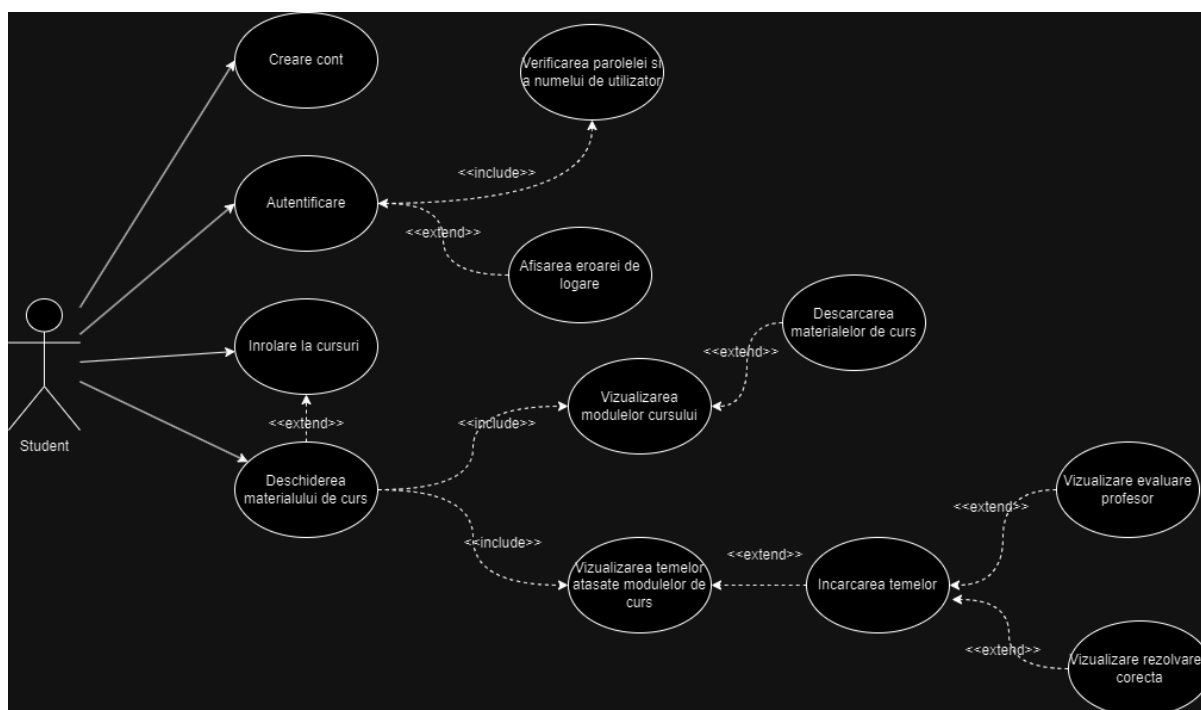 Creare cont
Verificarea parolelei si
a numelui de utilizator
<<include>>
Autentificare
<<extend>>
Afisarea eroarei de
logare
Inrolare la cursuri
Descarcarea
materialelor de curs
<<extend>>
Vizualizarea
modulelor cursului
<<extend>>
<<include>>
Student
Deschiderea
materialului de curs
Vizualizare evaluare
profesor
<<extend>>
<<include>>
<<extend>>
Vizualizarea temelor
atasate modulelor de
curs
Incarcarea temelor
<<extend>>
Vizualizare rezolvare
corecta